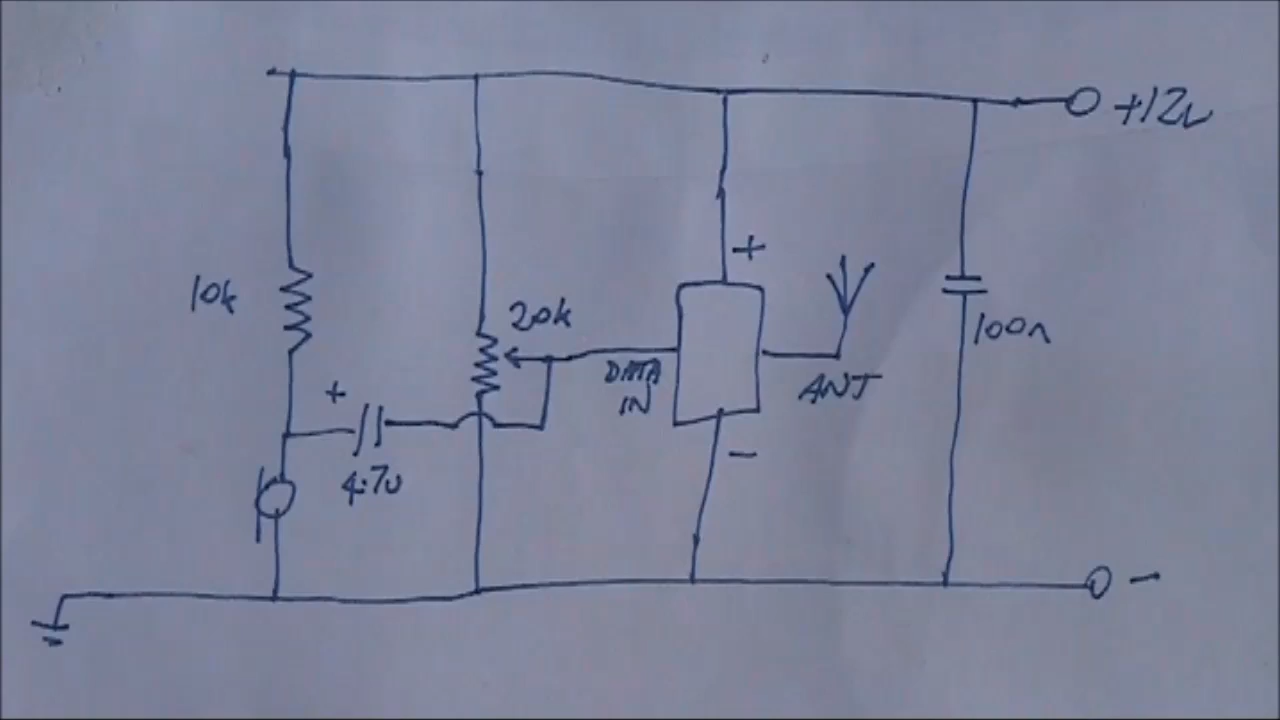 +12v
+
10k
20k
100n
DATA
IN
ANT
+
4.7u
-
-